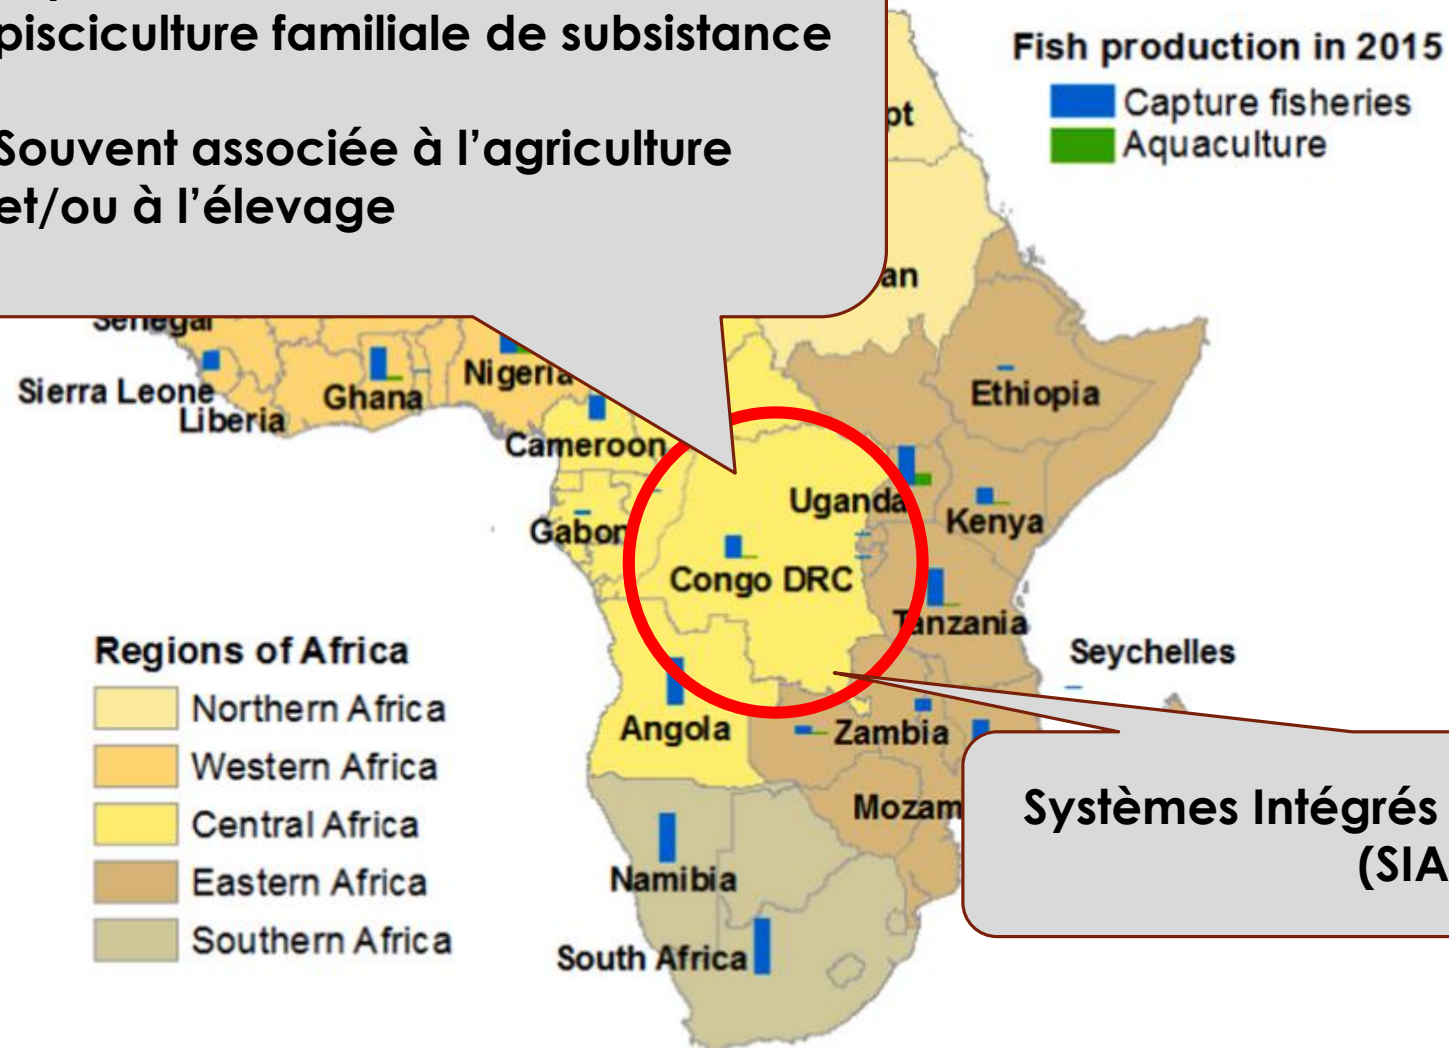 pisciculture familiale de subsistance
Souvent associée à l'agriculture
et/ou à l'élevage
Fish production in 2015
Capture fisheries
Aquaculture
Senegal
Sierra Leone
Liberia
Ghana
Nigeria
Cameroon
Ethiopia
Uganda
Kenya
Gabon
Congo DRC
Tanzania
Seychelles
Regions of Africa
Northern Africa
Western Africa
Central Africa
Eastern Africa
Southern Africa
Angola
Zambia
Mozam
Namibia
South Africa
Systèmes Intégrés
(SIA